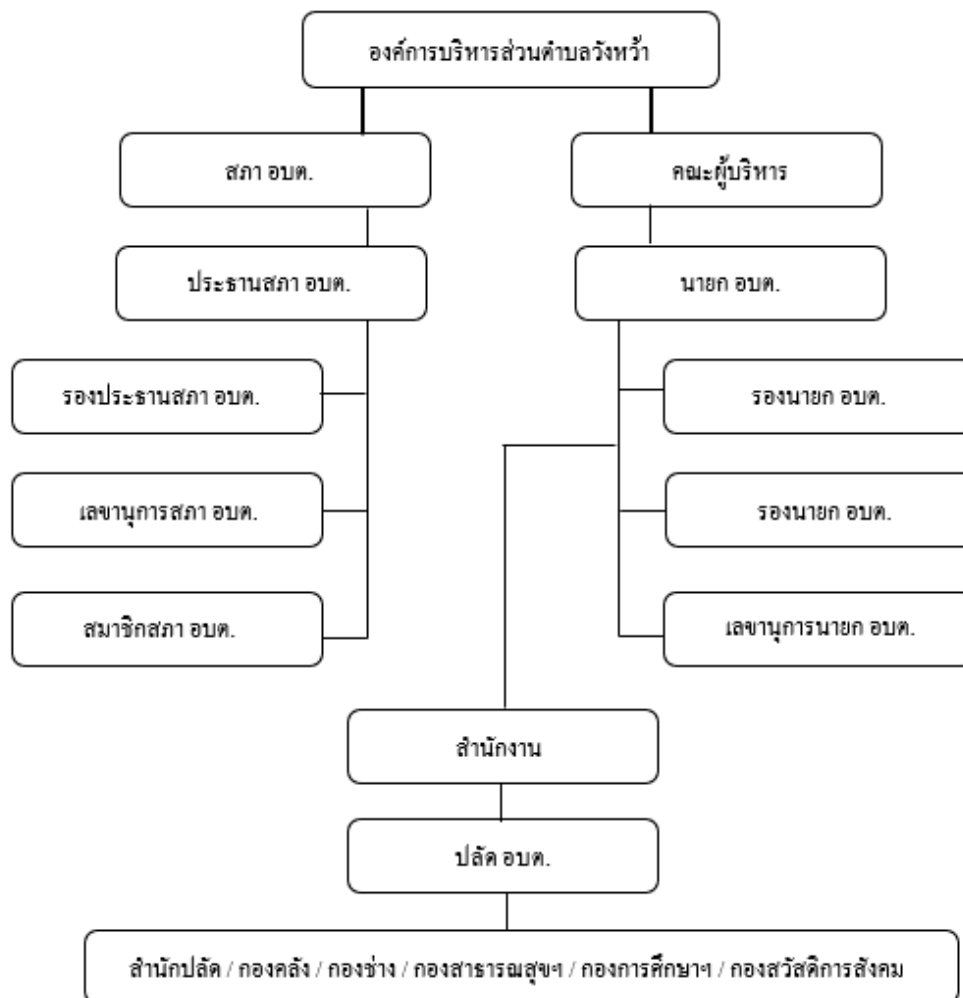 องค์การบริหารส่วนตำบลวังหว้า
สภา อบต.
คณะผู้บริหาร
ประธานสภา อบต.
นายก อบต.
รองประธานสภา อบต.
รองนายก อบต.
เลขานุการสภา อบต.
รองนายก อบต.
สมาชิกสภา อบต.
เลขานุการนายก อบต.
สำนักงาน
ปลัด อบต.
สำนักปลัด / กองคลัง / กองช่าง / กองสาธารณสุขฯ / กองการศึกษาฯ / กองสวัสดิการสังคม